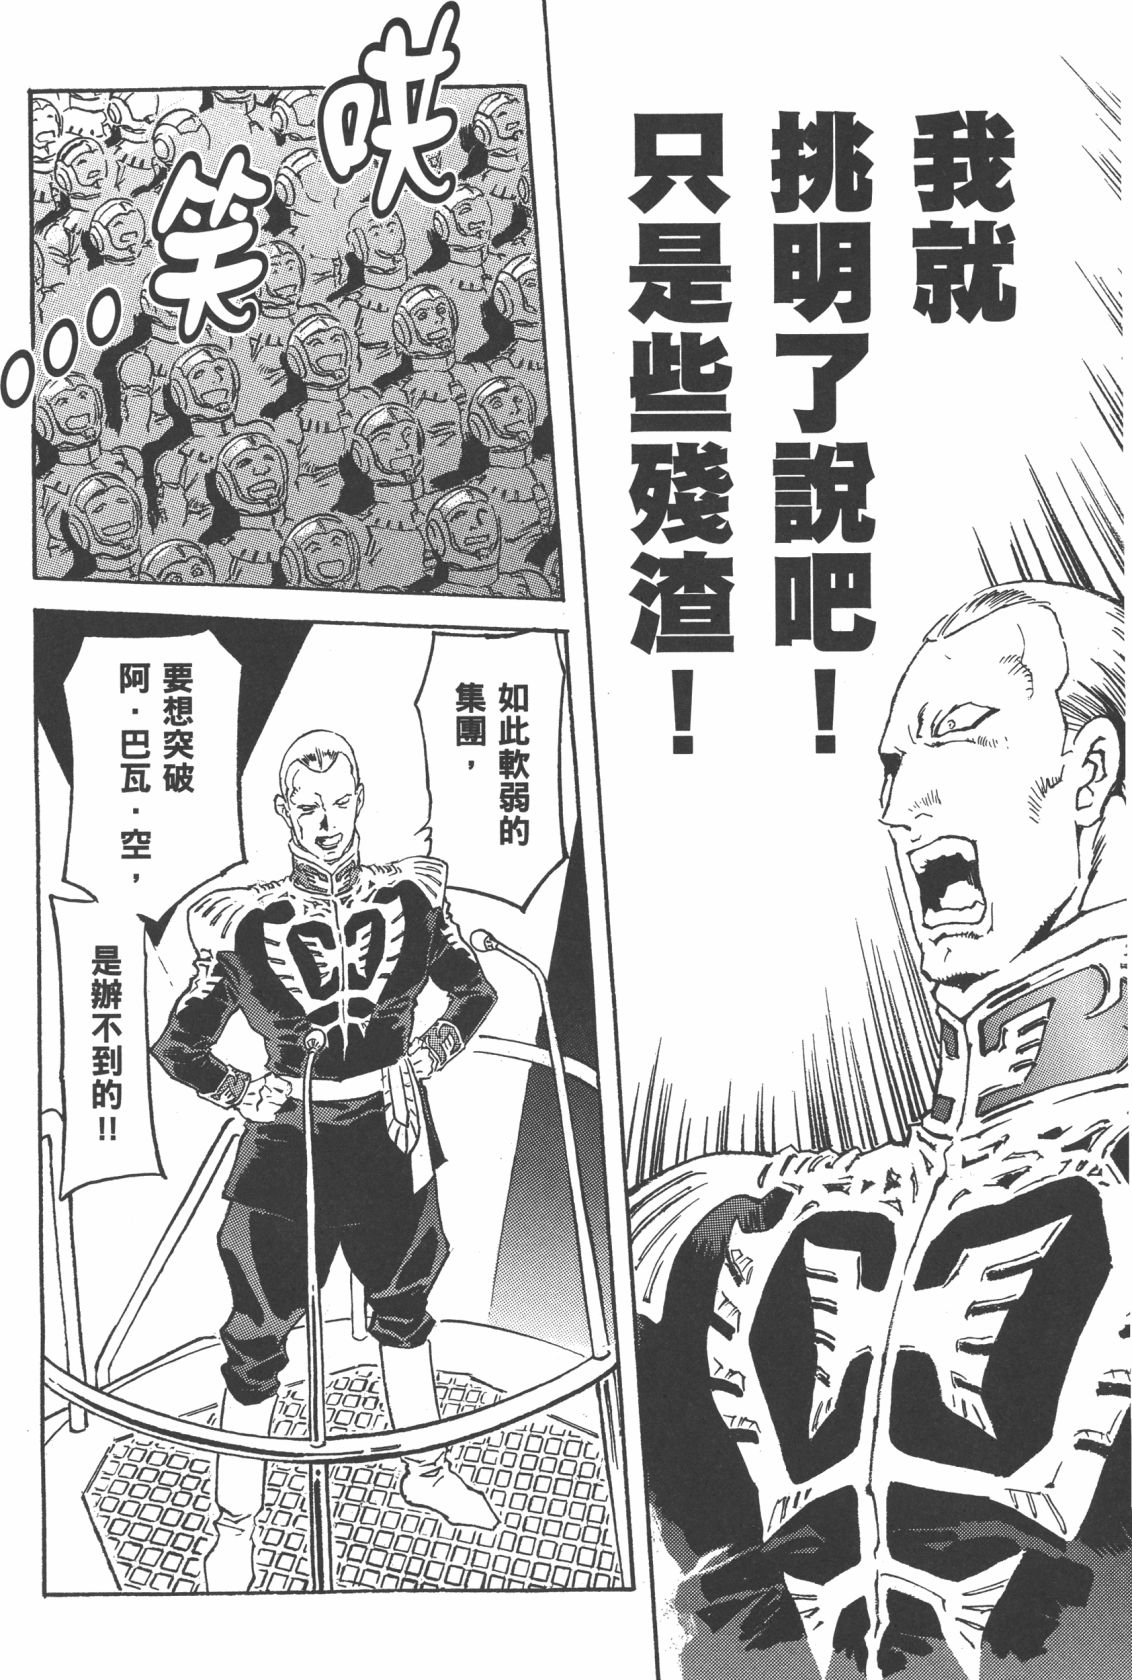 我就
挑明了說吧！
只是些殘渣！
哄
笑
如此軟弱的
集團，
要想突破
阿·巴瓦·空，
是辦不到的!!